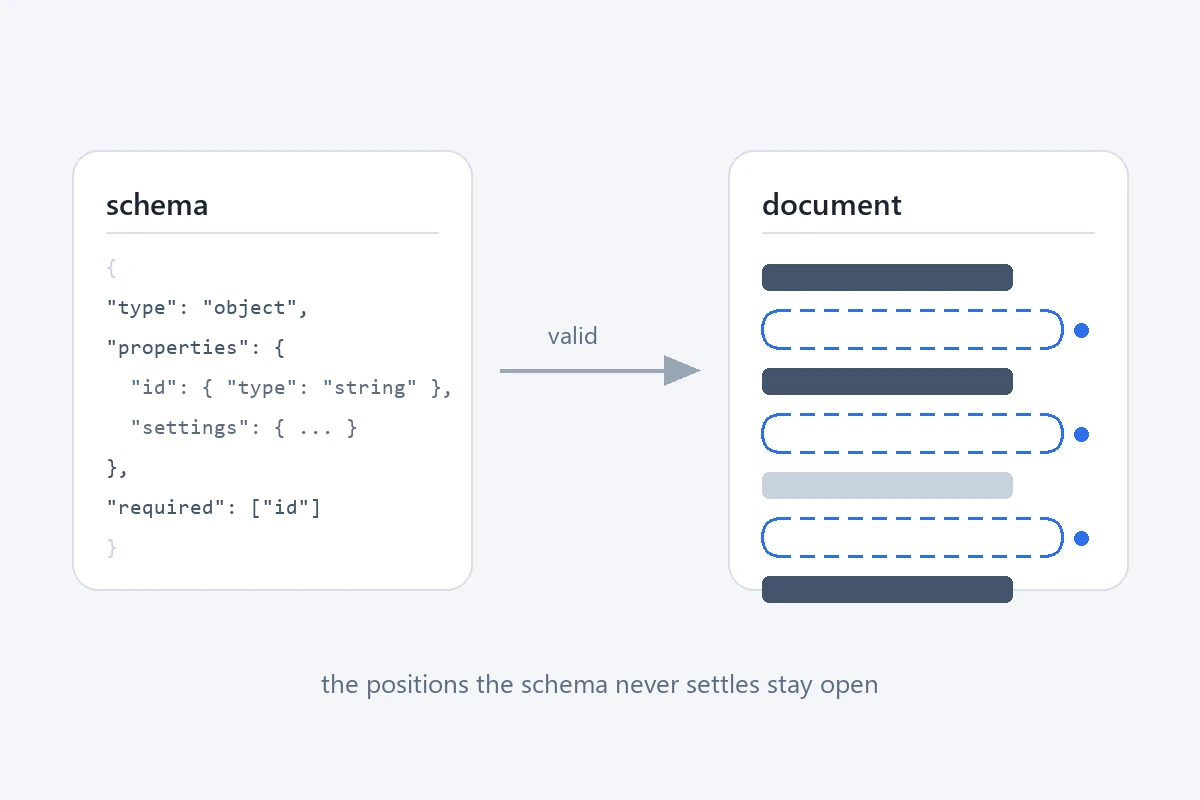 schema
{
"type": "object",
"properties": {
"id": { "type": "string" },
"settings": { ... }
},
"required": ["id"]
}
valid
document
the positions the schema never settles stay open